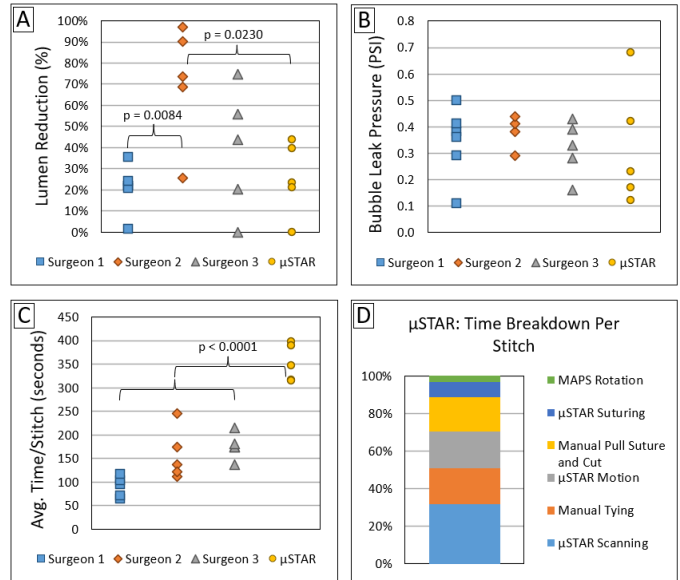 A
Lumen Reduction (%)
100%
90%
80%
70%
60%
50%
40%
30%
20%
10%
0%
p = 0.0230
p = 0.0084
Surgeon 1 Surgeon 2 Surgeon 3 μSTAR
B
Bubble Leak Pressure (PSI)
0.8
0.7
0.6
0.5
0.4
0.3
0.2
0.1
0.0
Surgeon 1 Surgeon 2 Surgeon 3 μSTAR
C
Avg. Time/Stitch (seconds)
450
400
350
300
250
200
150
100
50
0
p < 0.0001
Surgeon 1 Surgeon 2 Surgeon 3 μSTAR
D
μSTAR: Time Breakdown Per
Stitch
100%
80%
60%
40%
20%
0%
MAPS Rotation
μSTAR Suturing
Manual Pull Suture
and Cut
μSTAR Motion
Manual Tying
μSTAR Scanning